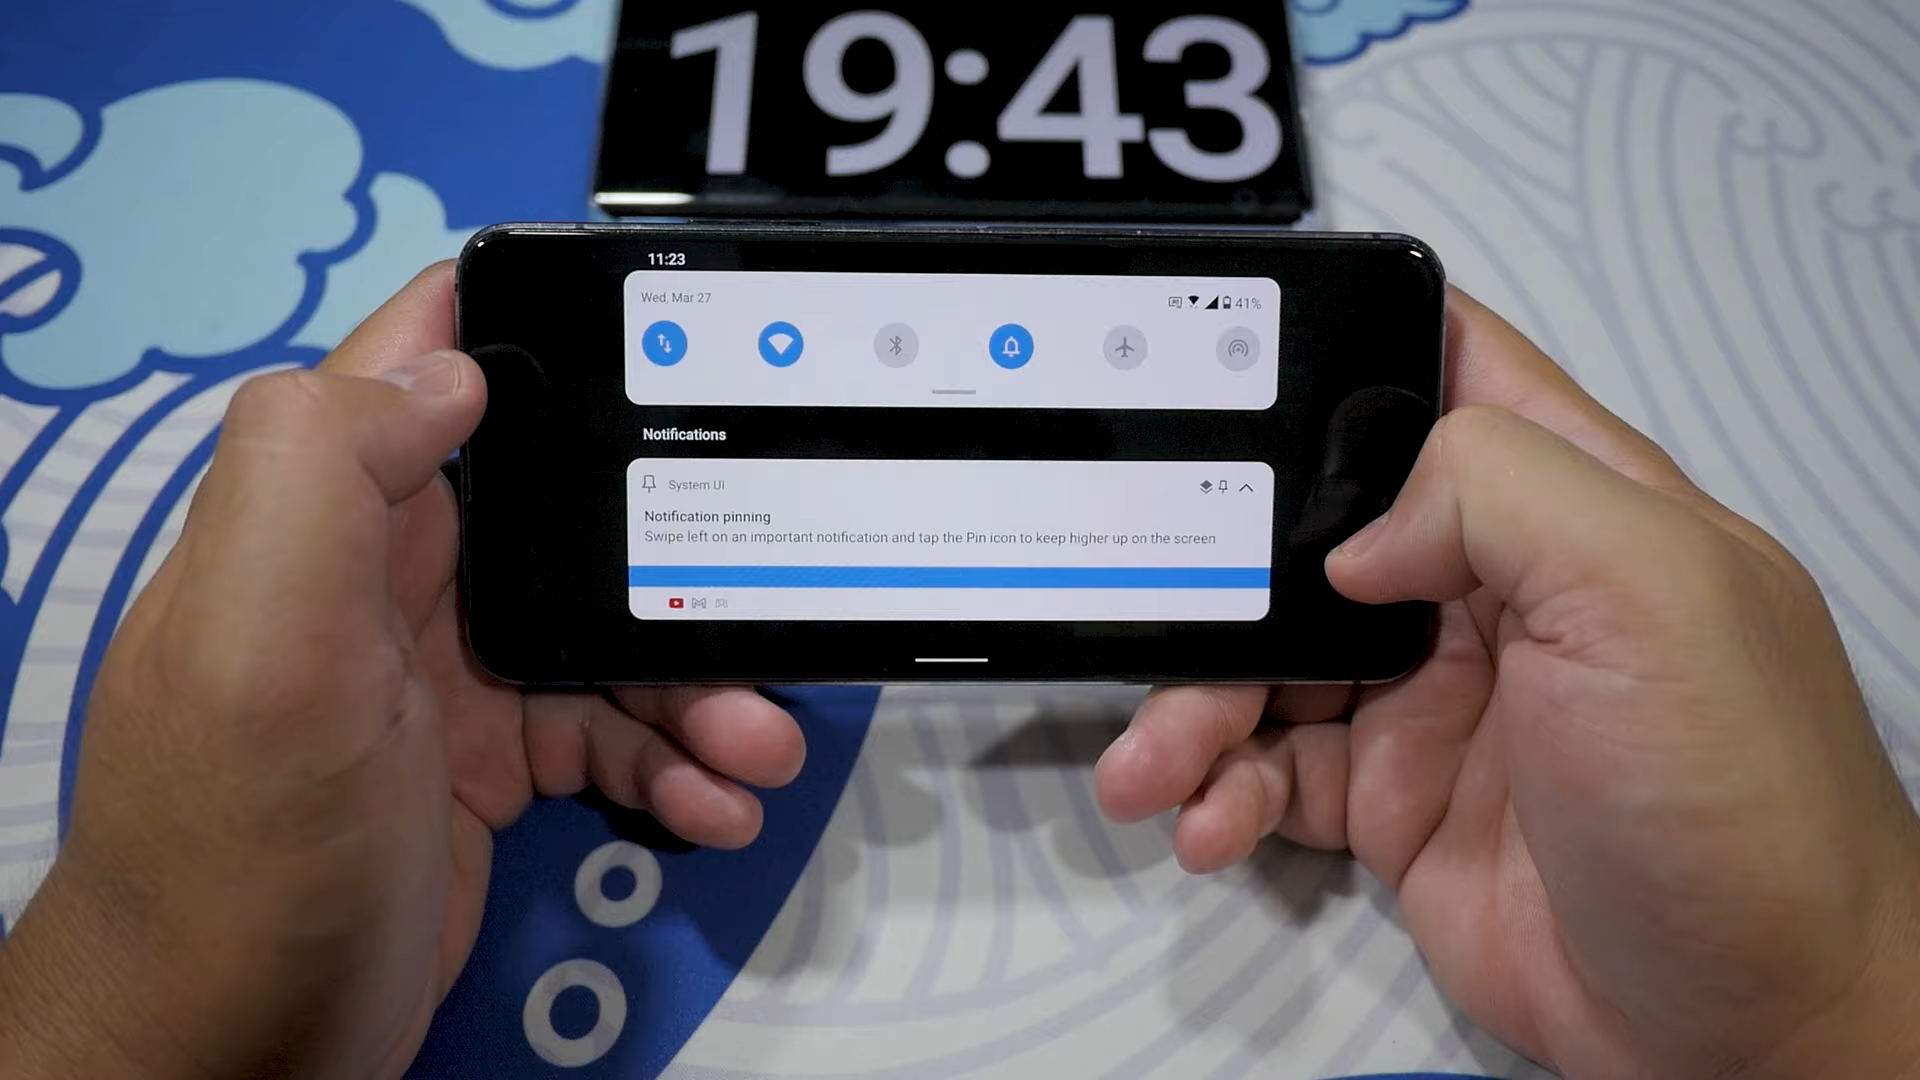 19:43
11:23
Wed, Mar 27
41%
Notifications
System UI
Notification pinning
Swipe left on an important notification and tap the Pin icon to keep higher up on the screen